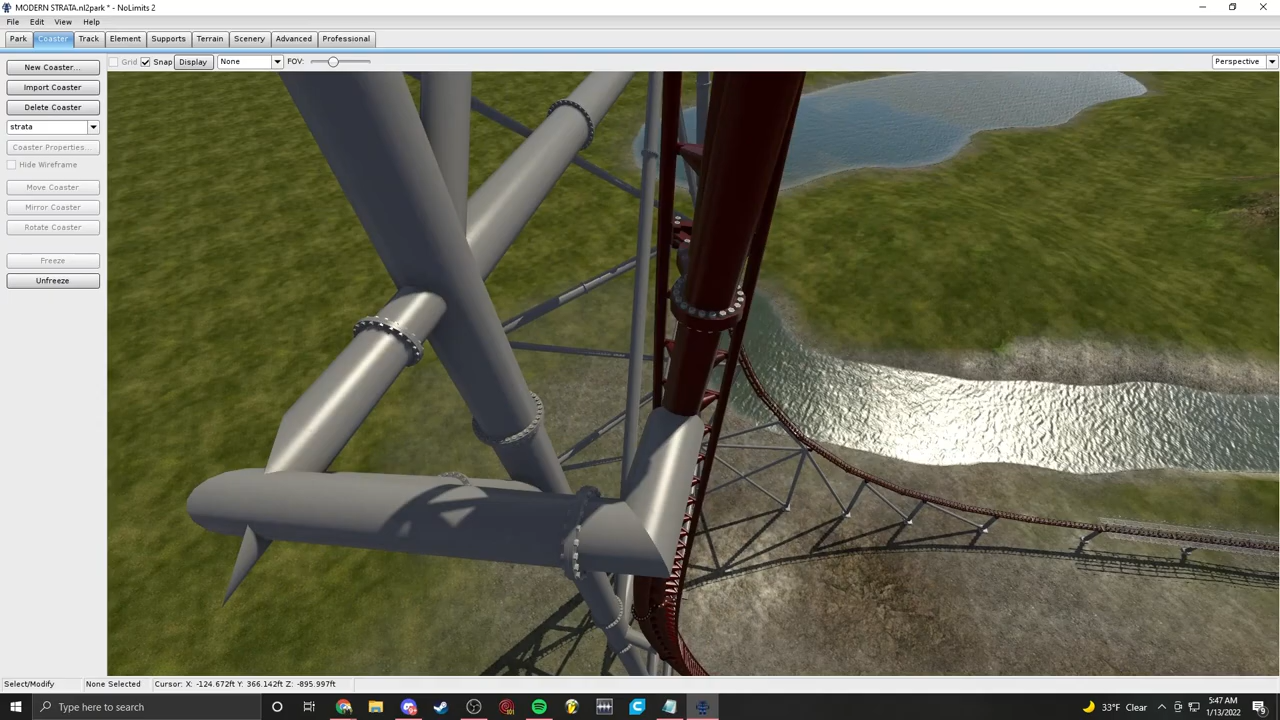 MODERN STRATA.nl2park * - NoLimits 2
File Edit View Help
Park Coaster Track Element Supports Terrain Scenery Advanced Professional
Grid Snap Display None FOV: Perspective
New Coaster...
Import Coaster
Delete Coaster
strata
Coaster Properties...
Hide Wireframe
Move Coaster
Mirror Coaster
Rotate Coaster
Freeze
Unfreeze
Select/Modify None Selected Cursor: X: -124.672ft Y: 366.142ft Z: -895.997ft
Type here to search
33°F Clear
5:47 AM
1/13/2022